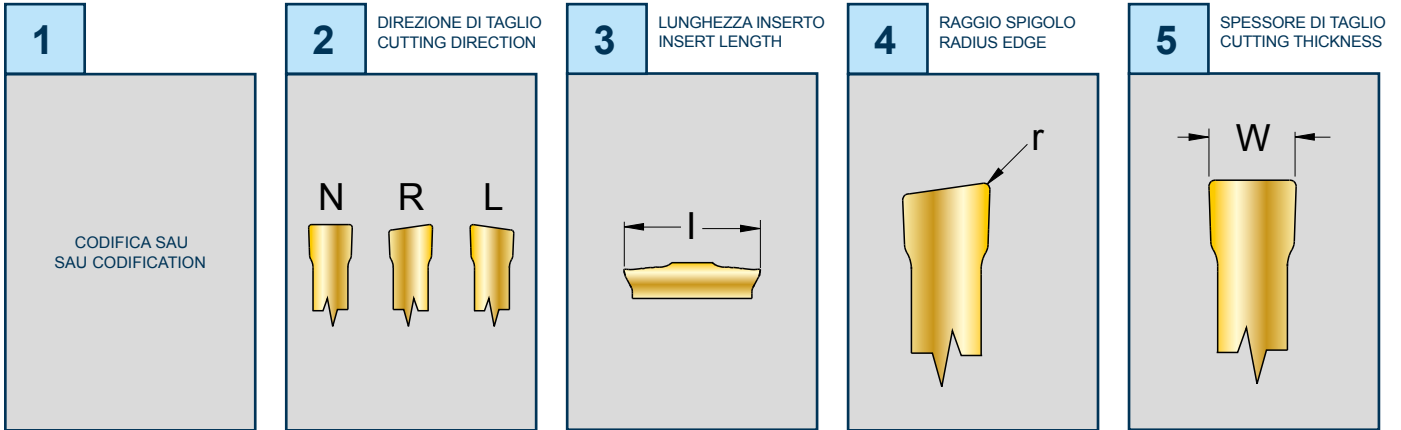 1
CODIFICA SAU
SAU CODIFICATION
2
DIREZIONE DI TAGLIO
CUTTING DIRECTION
N R L
3
LUNGHEZZA INSERTO
INSERT LENGTH
l
4
RAGGIO SPIGOLO
RADIUS EDGE
r
5
SPESSORE DI TAGLIO
CUTTING THICKNESS
W